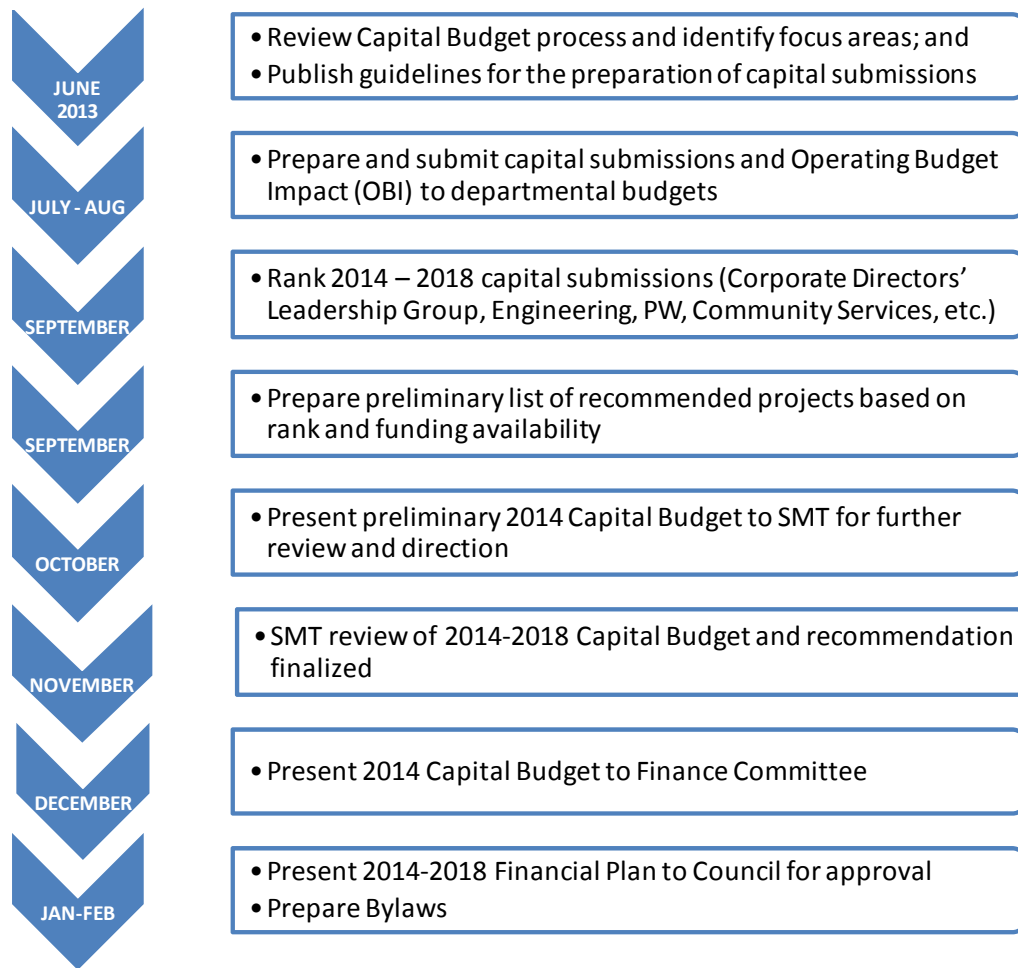 JUNE
2013
• Review Capital Budget process and identify focus areas; and
• Publish guidelines for the preparation of capital submissions
JULY - AUG
• Prepare and submit capital submissions and Operating Budget
Impact (OBI) to departmental budgets
SEPTEMBER
• Rank 2014 – 2018 capital submissions (Corporate Directors’
Leadership Group, Engineering, PW, Community Services, etc.)
SEPTEMBER
• Prepare preliminary list of recommended projects based on
rank and funding availability
OCTOBER
• Present preliminary 2014 Capital Budget to SMT for further
review and direction
NOVEMBER
• SMT review of 2014-2018 Capital Budget and recommendation
finalized
DECEMBER
• Present 2014 Capital Budget to Finance Committee
JAN-FEB
• Present 2014-2018 Financial Plan to Council for approval
• Prepare Bylaws